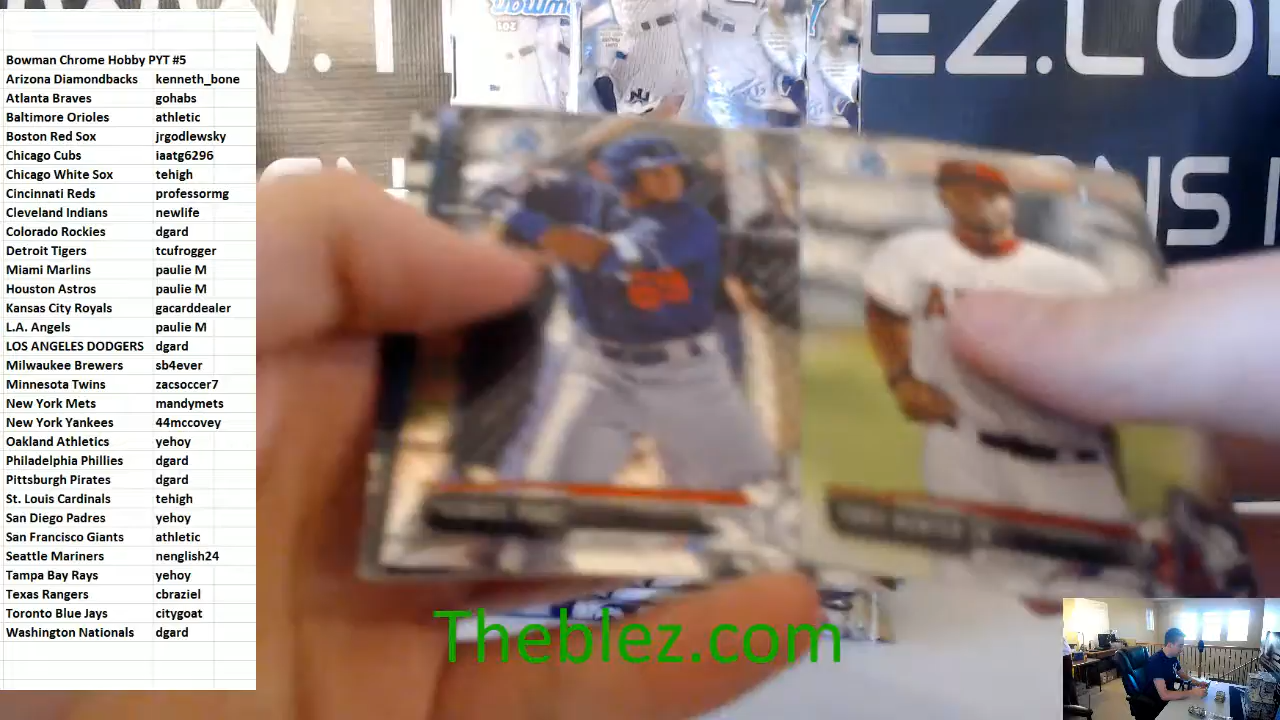 Bowman Chrome Hobby PYT #5
Arizona Diamondbacks kenneth_bone
Atlanta Braves gohabs
Baltimore Orioles athletic
Boston Red Sox jrgodlewsky
Chicago Cubs iaatg6296
Chicago White Sox tehigh
Cincinnati Reds professormg
Cleveland Indians newlife
Colorado Rockies dgard
Detroit Tigers tcufrogger
Miami Marlins paulie M
Houston Astros paulie M
Kansas City Royals gacarddealer
L.A. Angels paulie M
LOS ANGELES DODGERS dgard
Milwaukee Brewers sb4ever
Minnesota Twins zacsoccer7
New York Mets mandymets
New York Yankees 44mccovey
Oakland Athletics yehoy
Philadelphia Phillies dgard
Pittsburgh Pirates dgard
St. Louis Cardinals tehigh
San Diego Padres yehoy
San Francisco Giants athletic
Seattle Mariners nenglish24
Tampa Bay Rays yehoy
Texas Rangers cbraziel
Toronto Blue Jays citygoat
Washington Nationals dgard
EZ.CO
NS
Theblez.com